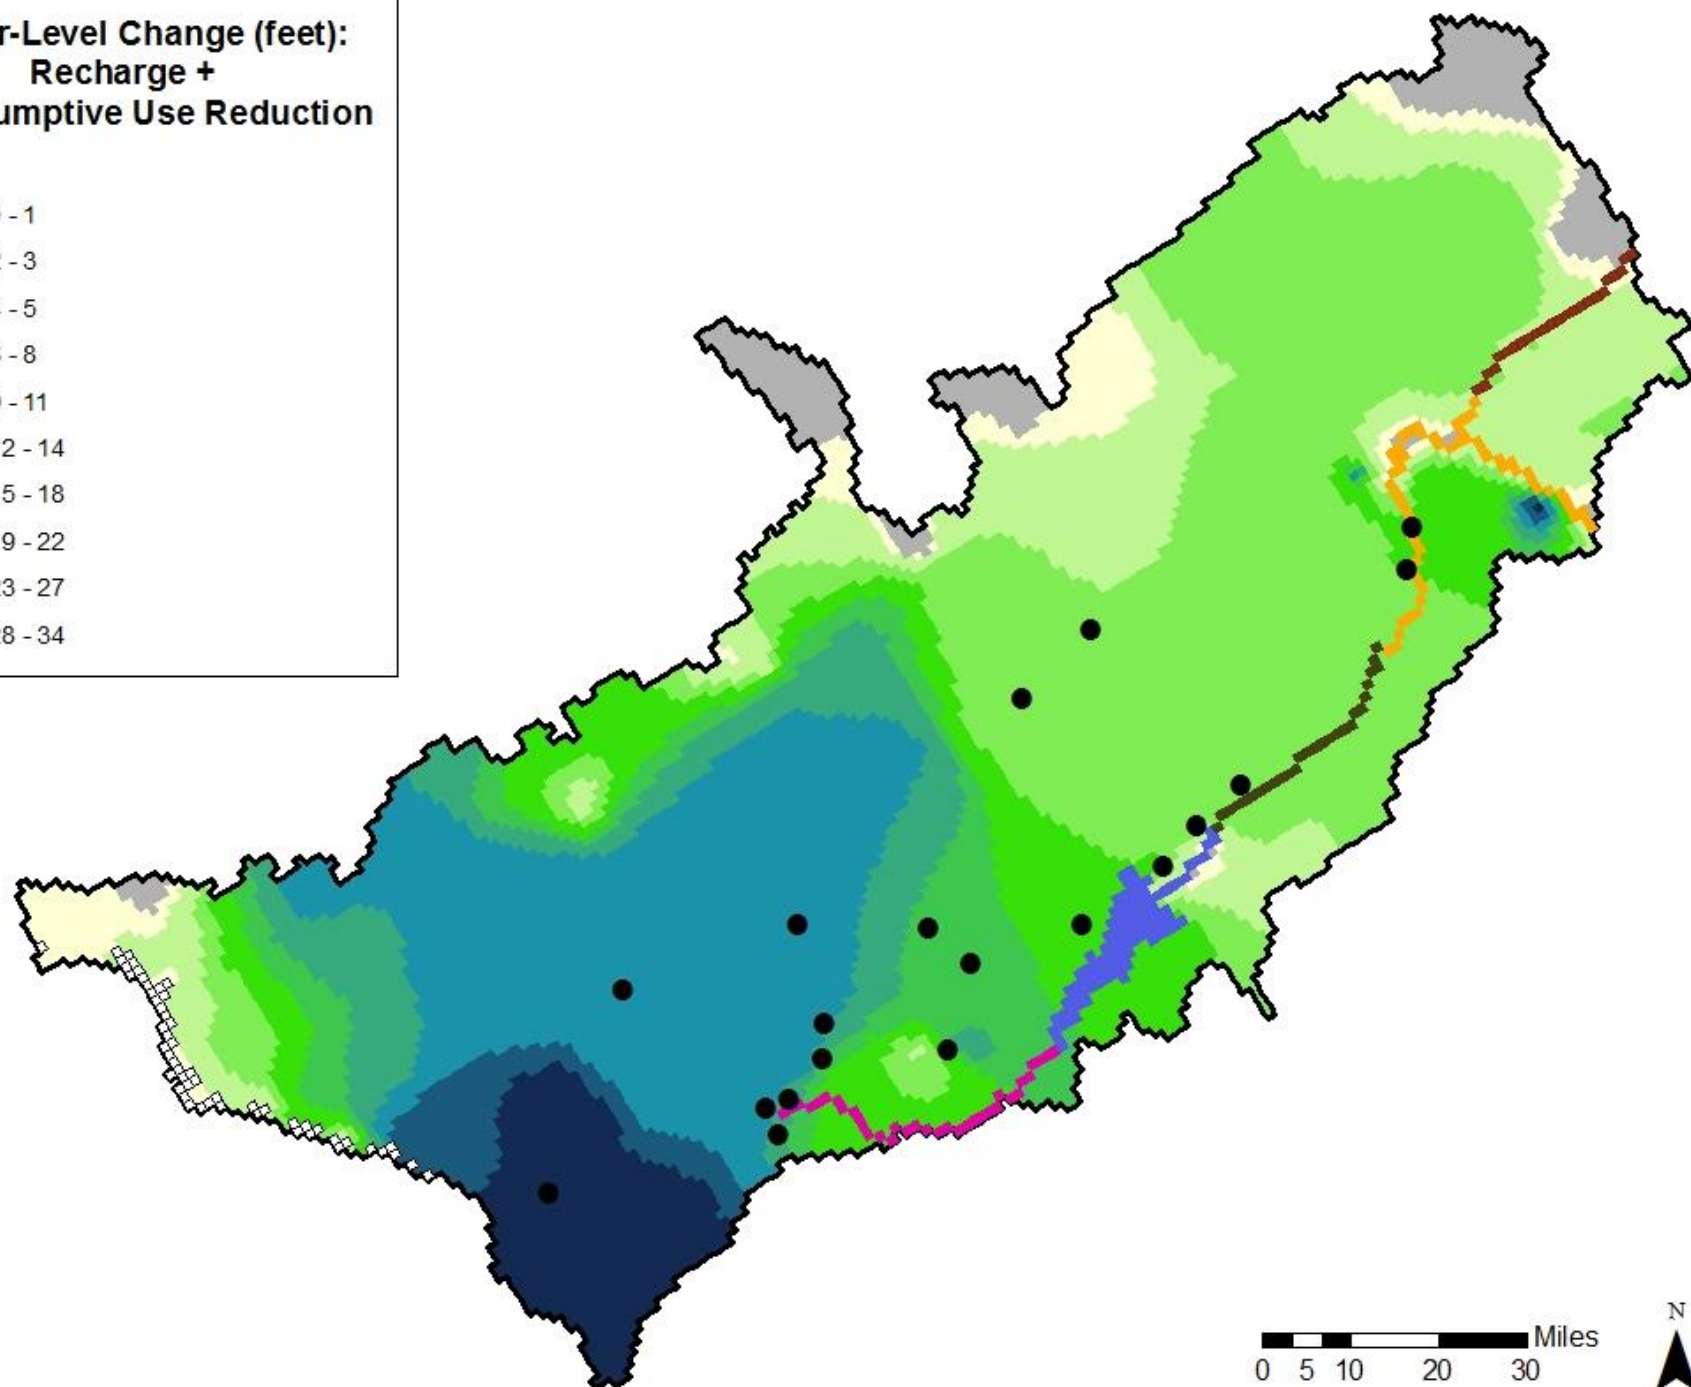 r-Level Change (feet):
Recharge +
umptive Use Reduction
- 1
- 3
- 5
- 8
- 11
2 - 14
5 - 18
9 - 22
3 - 27
8 - 34
N
Miles
0 5 10 20 30